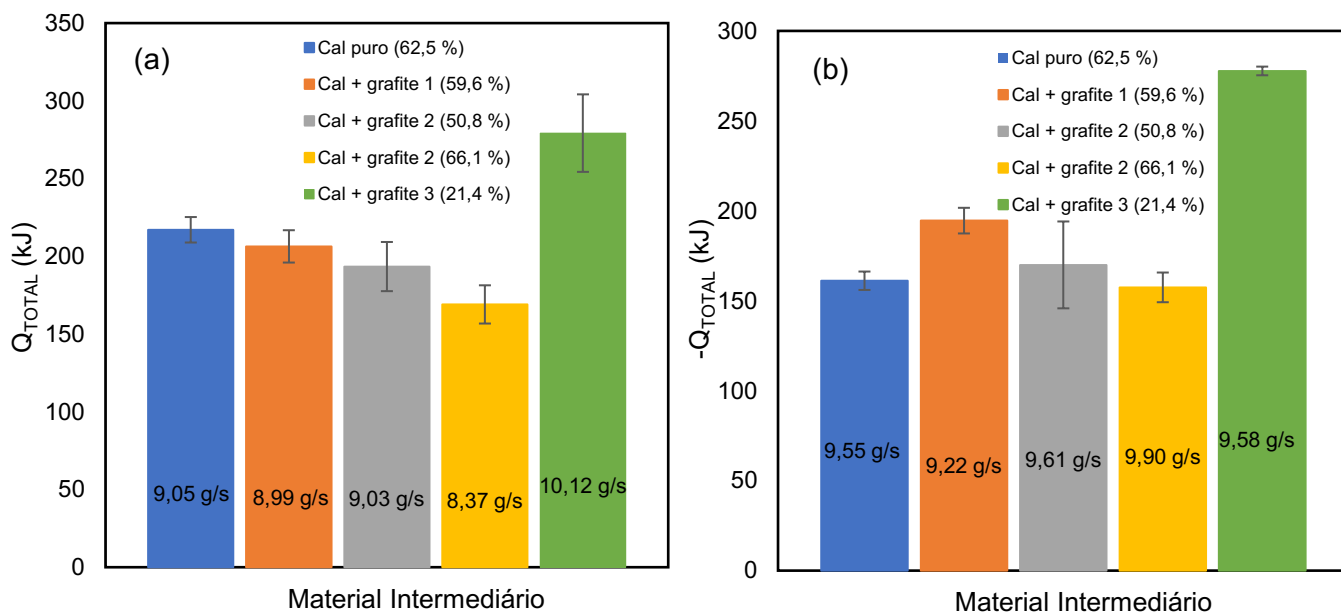 (a)
Cal puro (62,5 %)
Cal + grafite 1 (59,6 %)
Cal + grafite 2 (50,8 %)
Cal + grafite 2 (66,1 %)
Cal + grafite 3 (21,4 %)
350
300
250
200
150
100
50
0
QTOTAL (kJ)
9,05 g/s
8,99 g/s
9,03 g/s
8,37 g/s
10,12 g/s
Material Intermediário
(b)
Cal puro (62,5 %)
Cal + grafite 1 (59,6 %)
Cal + grafite 2 (50,8 %)
Cal + grafite 2 (66,1 %)
Cal + grafite 3 (21,4 %)
300
250
200
150
100
50
0
-QTOTAL (kJ)
9,55 g/s
9,22 g/s
9,61 g/s
9,90 g/s
9,58 g/s
Material Intermediário